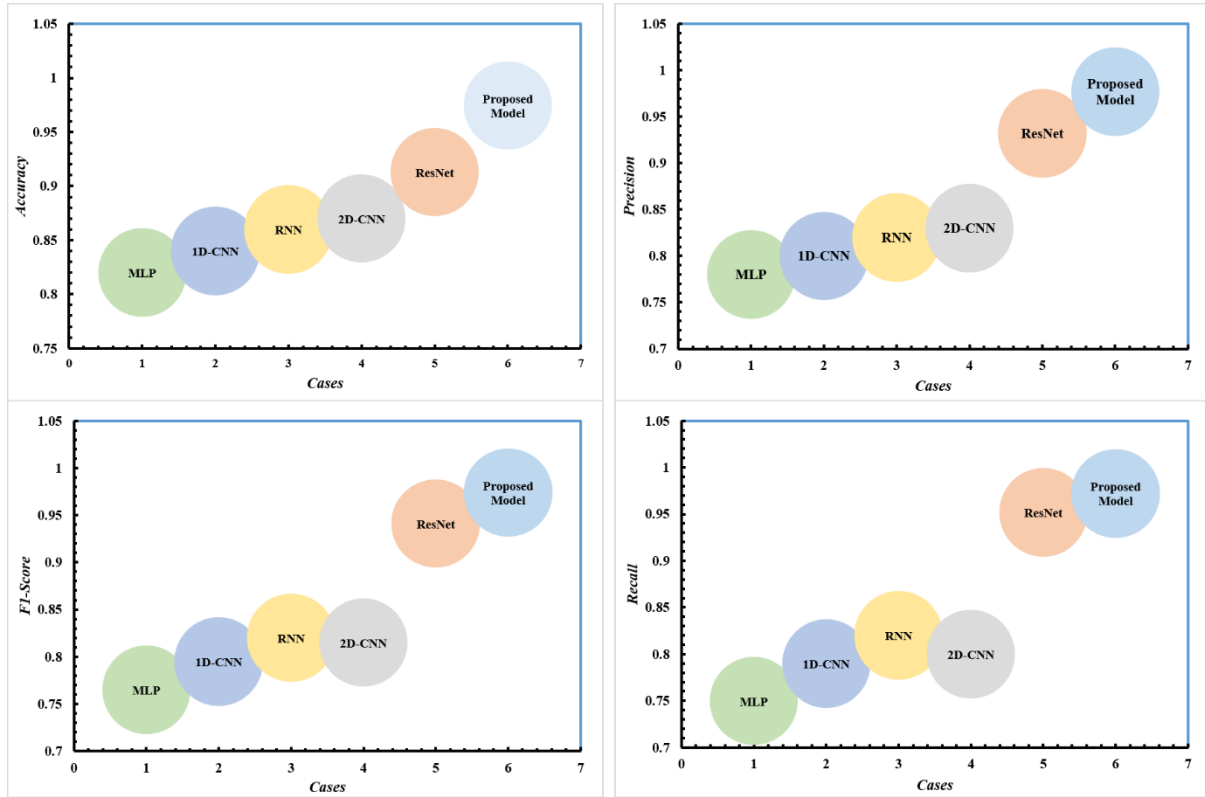 1.05
1
0.95
0.9
0.85
0.8
0.75
Accuracy
MLP
1D-CNN
RNN
2D-CNN
ResNet
Proposed
Model
0 1 2 3 4 5 6 7
Cases
1.05
1
0.95
0.9
0.85
0.8
0.75
0.7
Precision
MLP
1D-CNN
RNN
2D-CNN
ResNet
Proposed
Model
0 1 2 3 4 5 6 7
Cases
1.05
1
0.95
0.9
0.85
0.8
0.75
0.7
F1-Score
MLP
1D-CNN
RNN
2D-CNN
ResNet
Proposed
Model
0 1 2 3 4 5 6 7
Cases
1.05
1
0.95
0.9
0.85
0.8
0.75
0.7
Recall
MLP
1D-CNN
RNN
2D-CNN
ResNet
Proposed
Model
0 1 2 3 4 5 6 7
Cases